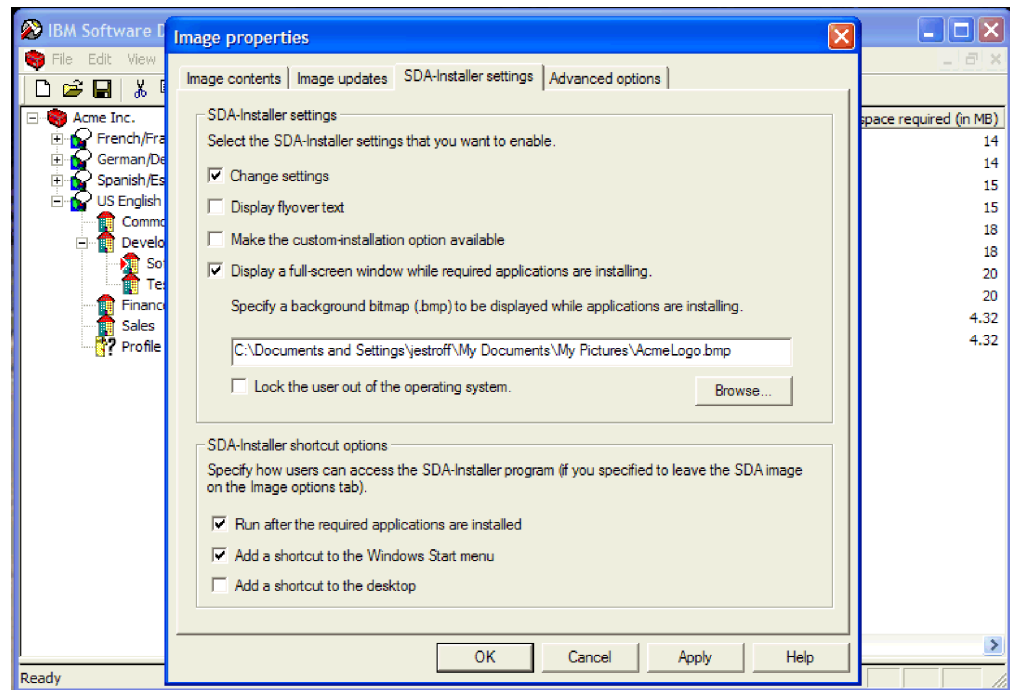 IBM Software
Image properties
File Edit View
Image contents Image updates SDA-Installer settings Advanced options
Acme Inc.
French/Fra
German/De
Spanish/Es
US English
Commo
Develo
So
Te
Finance
Sales
Profile
SDA-Installer settings
Select the SDA-Installer settings that you want to enable.
Change settings
Display flyover text
Make the custom-installation option available
Display a full-screen window while required applications are installing.
Specify a background bitmap (.bmp) to be displayed while applications are installing.
C:\Documents and Settings\jestroff\My Documents\My Pictures\AcmeLogo.bmp
Lock the user out of the operating system.
Browse...
SDA-Installer shortcut options
Specify how users can access the SDA-Installer program (if you specified to leave the SDA image
on the Image options tab).
Run after the required applications are installed
Add a shortcut to the Windows Start menu
Add a shortcut to the desktop
OK Cancel Apply Help
space required (in MB)
14
14
15
15
18
18
20
20
4.32
4.32
Ready